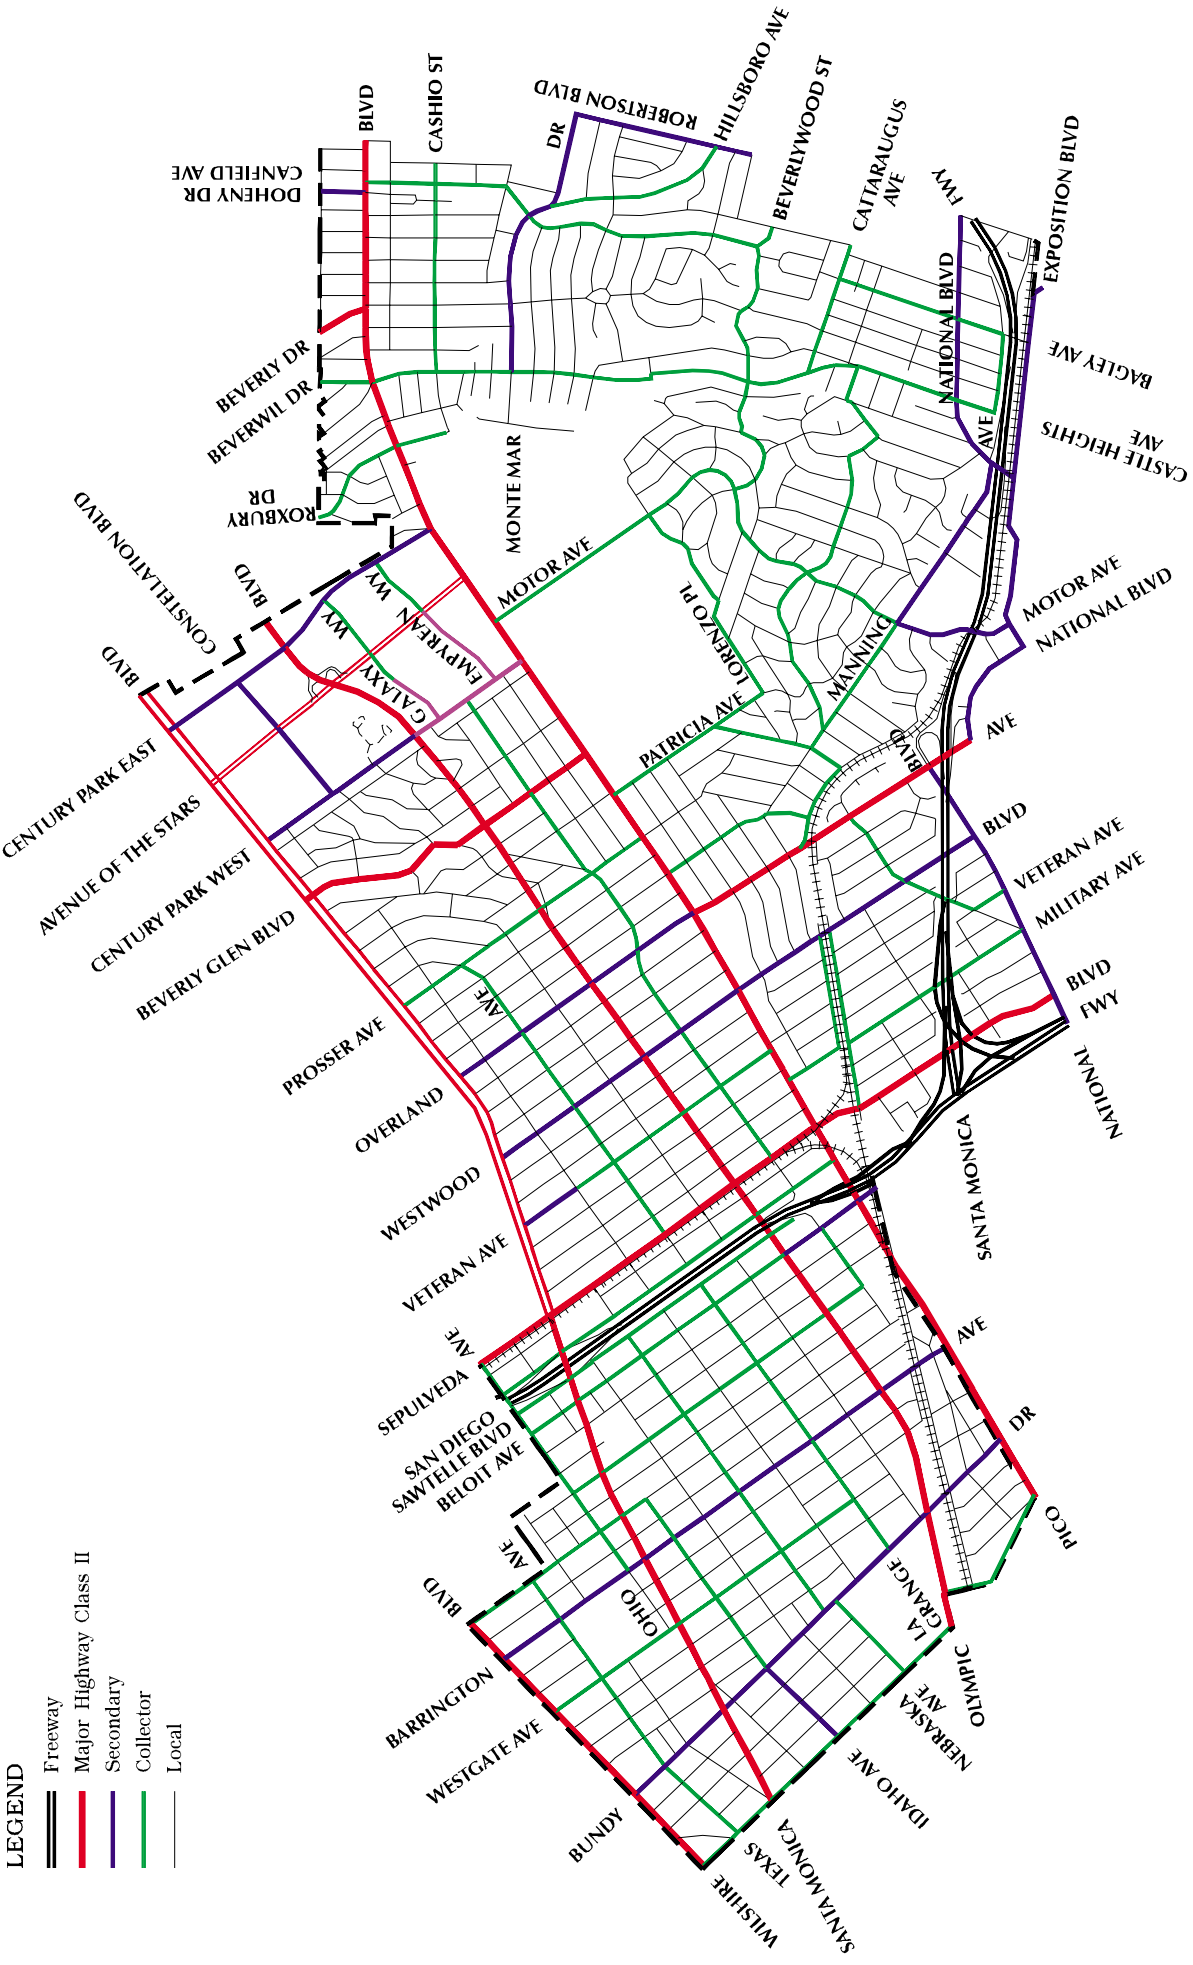 BLVD
CASHIO ST
ROBERTSON BLVD
HILLSBORO AVE
BEVERLYWOOD ST
CATTARAUGUS
AVE
FWY
EXPOSITION BLVD
DR
CANFIELD AVE
DOHENY DR
NATIONAL BLVD
BEVERLY DR
BAGLEY AVE
BEVERWIL DR
AVE
CASTLE HEIGHTS
AVE
MONTE MAR
ROXBURY
DR
CONSTELLATION BLVD
BLVD
WY
WY
MOTOR AVE
MOTOR AVE
NATIONAL BLVD
EMPYREAN
LORENZO PL
MANNING
BLVD
GALAXY
PATRICIA AVE
BLVD
AVE
CENTURY PARK EAST
AVENUE OF THE STARS
BLVD
CENTURY PARK WEST
VETERAN AVE
MILITARY AVE
BEVERLY GLEN BLVD
AVE
BLVD
FWY
PROSSER AVE
NATIONAL
OVERLAND
SANTA MONICA
WESTWOOD
VETERAN AVE
AVE
AVE
SEPULVEDA
SAN DIEGO
SAWTELLE BLVD
BELOIT AVE
DR
PICO
AVE
BLVD
OHIO
LA
GRANGE
BARRINGTON
OLYMPIC
NEBRASKA
AVE
WESTGATE AVE
IDAHO AVE
BUNDY
SANTA MONICA
TEXAS
WILSHIRE
LEGEND
Freeway
Major Highway Class II
Secondary
Collector
Local